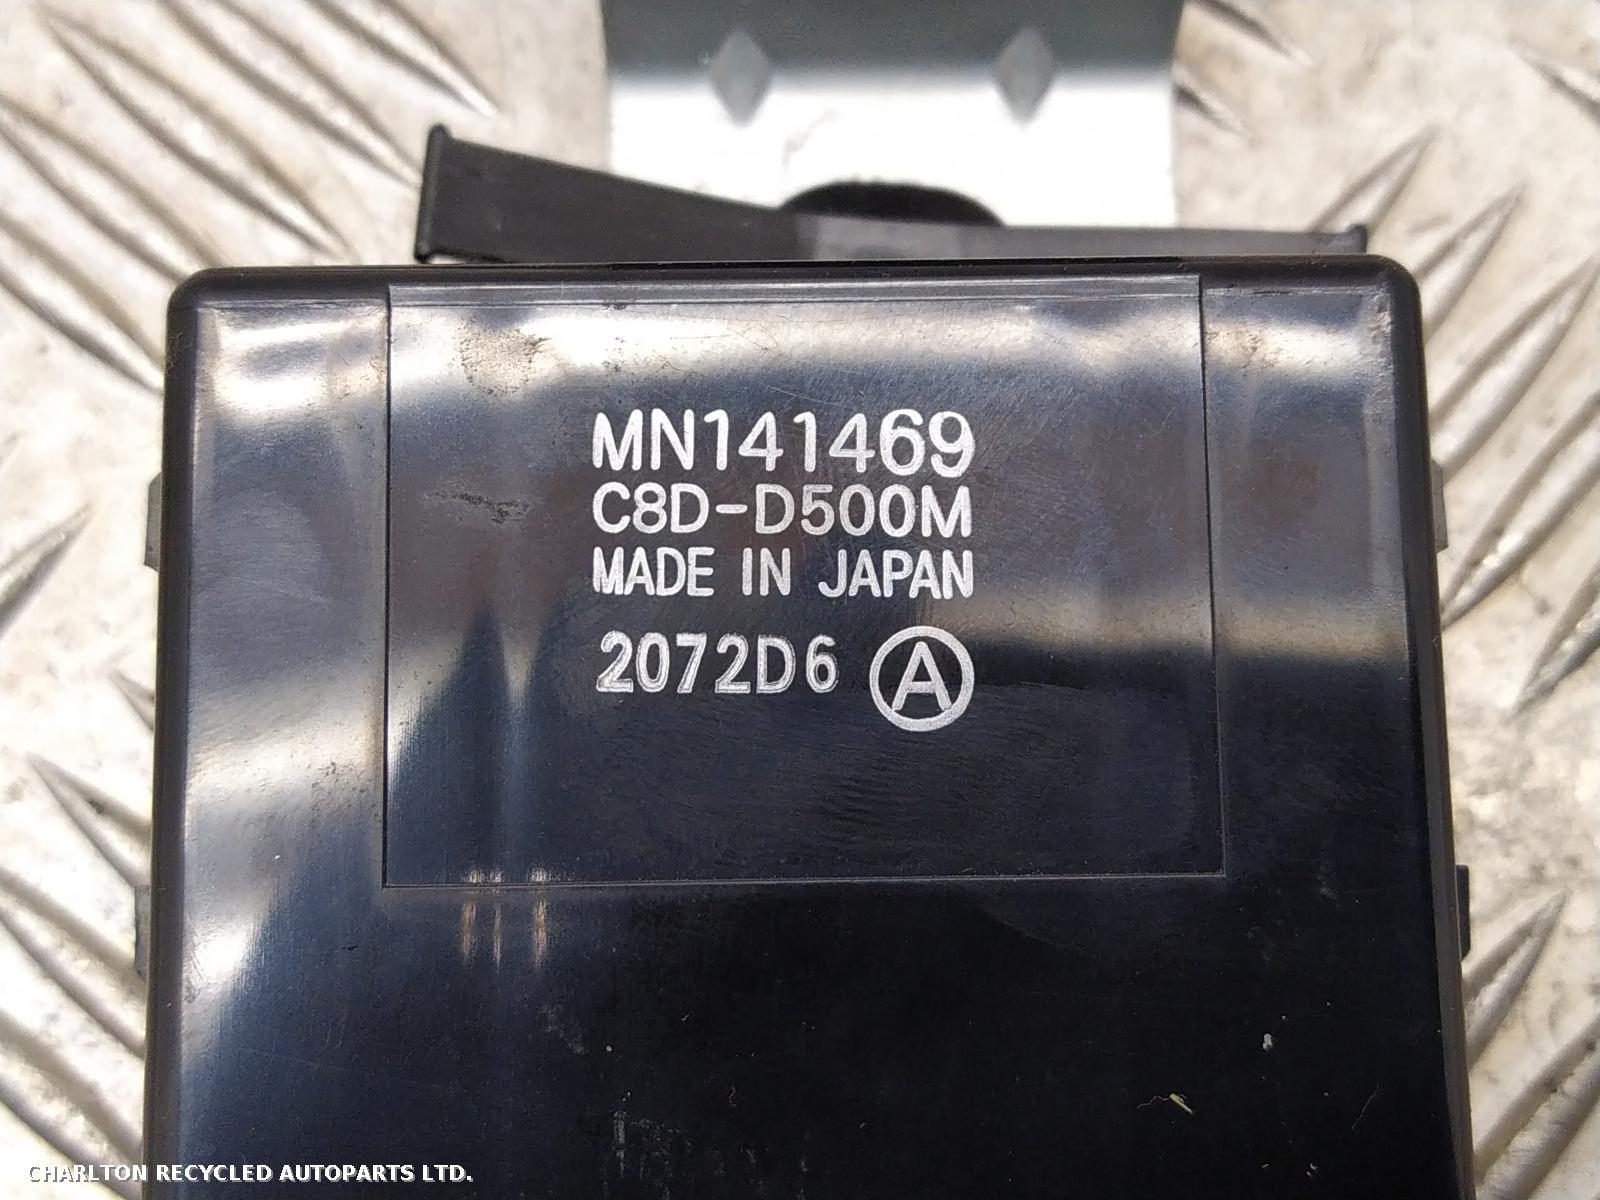 MN141469
C8D-D500M
MADE IN JAPAN
2072D6 Ⓐ
CHARLTON RECYCLED AUTOPARTS LTD.